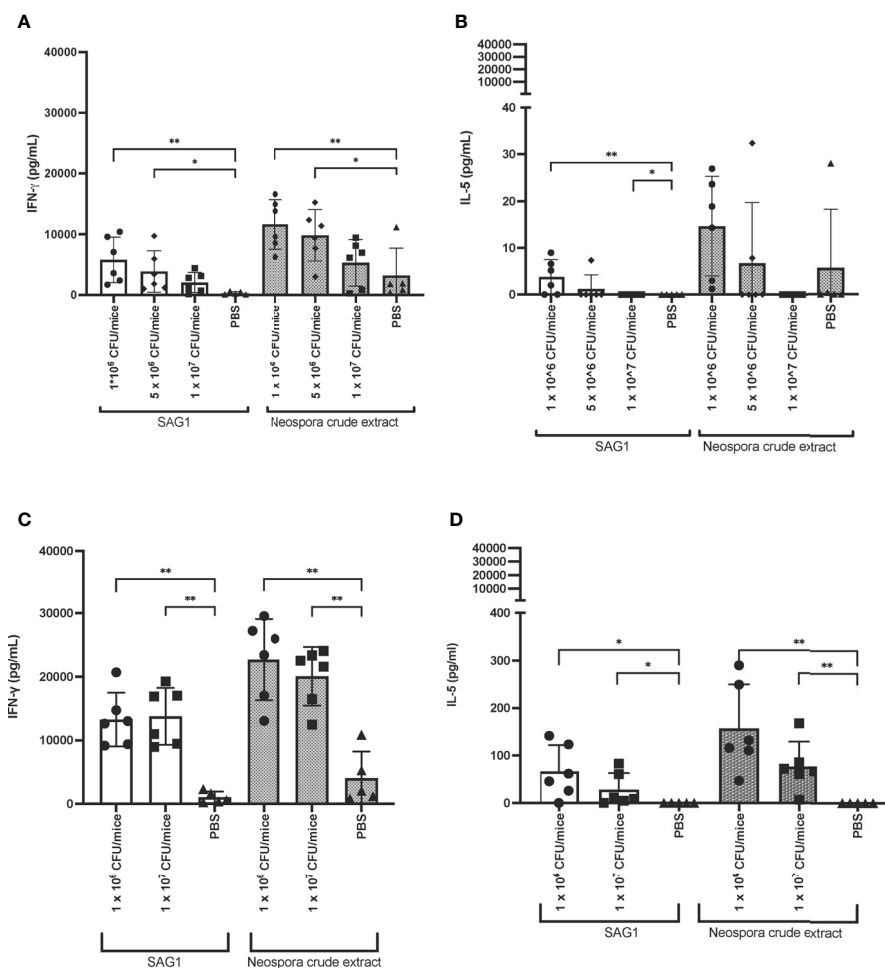 A
40000
30000
20000
10000
0
IFN-γ (pg/mL)
** * ** *
1*10⁶ CFU/mice
5 x 10⁶ CFU/mice
1 x 10⁷ CFU/mice
PBS
1 x 10⁶ CFU/mice
5 x 10⁶ CFU/mice
1 x 10⁷ CFU/mice
PBS
SAG1
Neospora crude extract
B
40000
30000
20000
10000
40
30
20
10
0
IL-5 (pg/mL)
** *
1 x 10^6 CFU/mice
5 x 10^6 CFU/mice
1 x 10^7 CFU/mice
PBS
1 x 10^6 CFU/mice
5 x 10^6 CFU/mice
1 x 10^7 CFU/mice
PBS
SAG1
Neospora crude extract
C
40000
30000
20000
10000
0
IFN-γ (pg/mL)
** ** ** **
1 x 10⁶ CFU/mice
1 x 10⁷ CFU/mice
PBS
1 x 10⁶ CFU/mice
1 x 10⁷ CFU/mice
PBS
SAG1
Neospora crude extract
D
40000
30000
20000
10000
400
300
200
100
0
IL-5 (pg/ml)
* * ** **
1 x 10⁶ CFU/mice
1 x 10⁷ CFU/mice
PBS
1 x 10⁶ CFU/mice
1 x 10⁷ CFU/mice
PBS
SAG1
Neospora crude extract